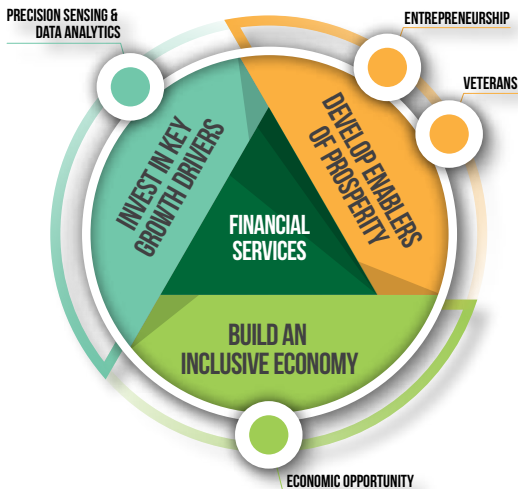 PRECISION SENSING &
DATA ANALYTICS
ENTREPRENEURSHIP
VETERANS
INVEST IN KEY
GROWTH DRIVERS
DEVELOP ENABLERS
OF PROSPERITY
FINANCIAL
SERVICES
BUILD AN
INCLUSIVE ECONOMY
ECONOMIC OPPORTUNITY